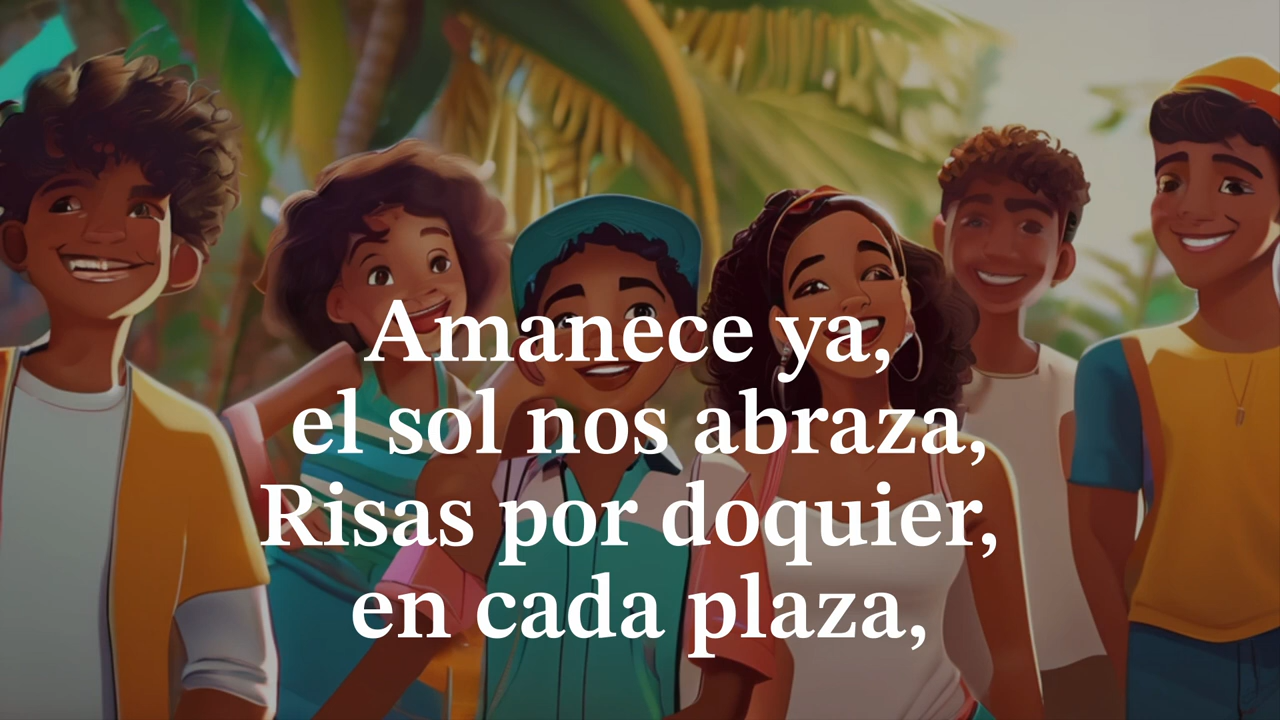 Amanece ya,
el sol nos abraza,
Risas por doquier,
en cada plaza,